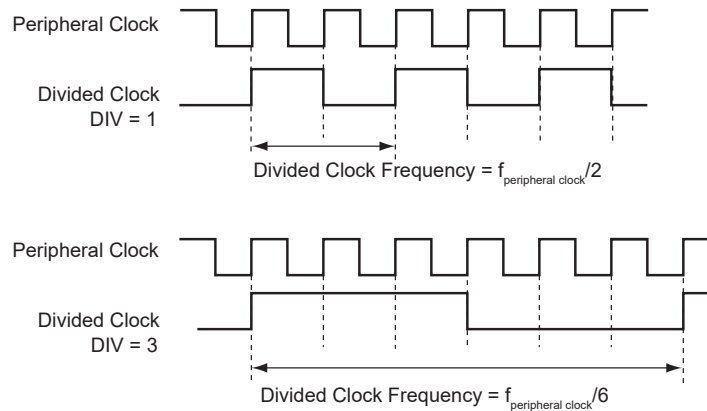 Peripheral Clock
Divided Clock
DIV = 1
Divided Clock Frequency = fperipheral clock/2
Peripheral Clock
Divided Clock
DIV = 3
Divided Clock Frequency = fperipheral clock/6